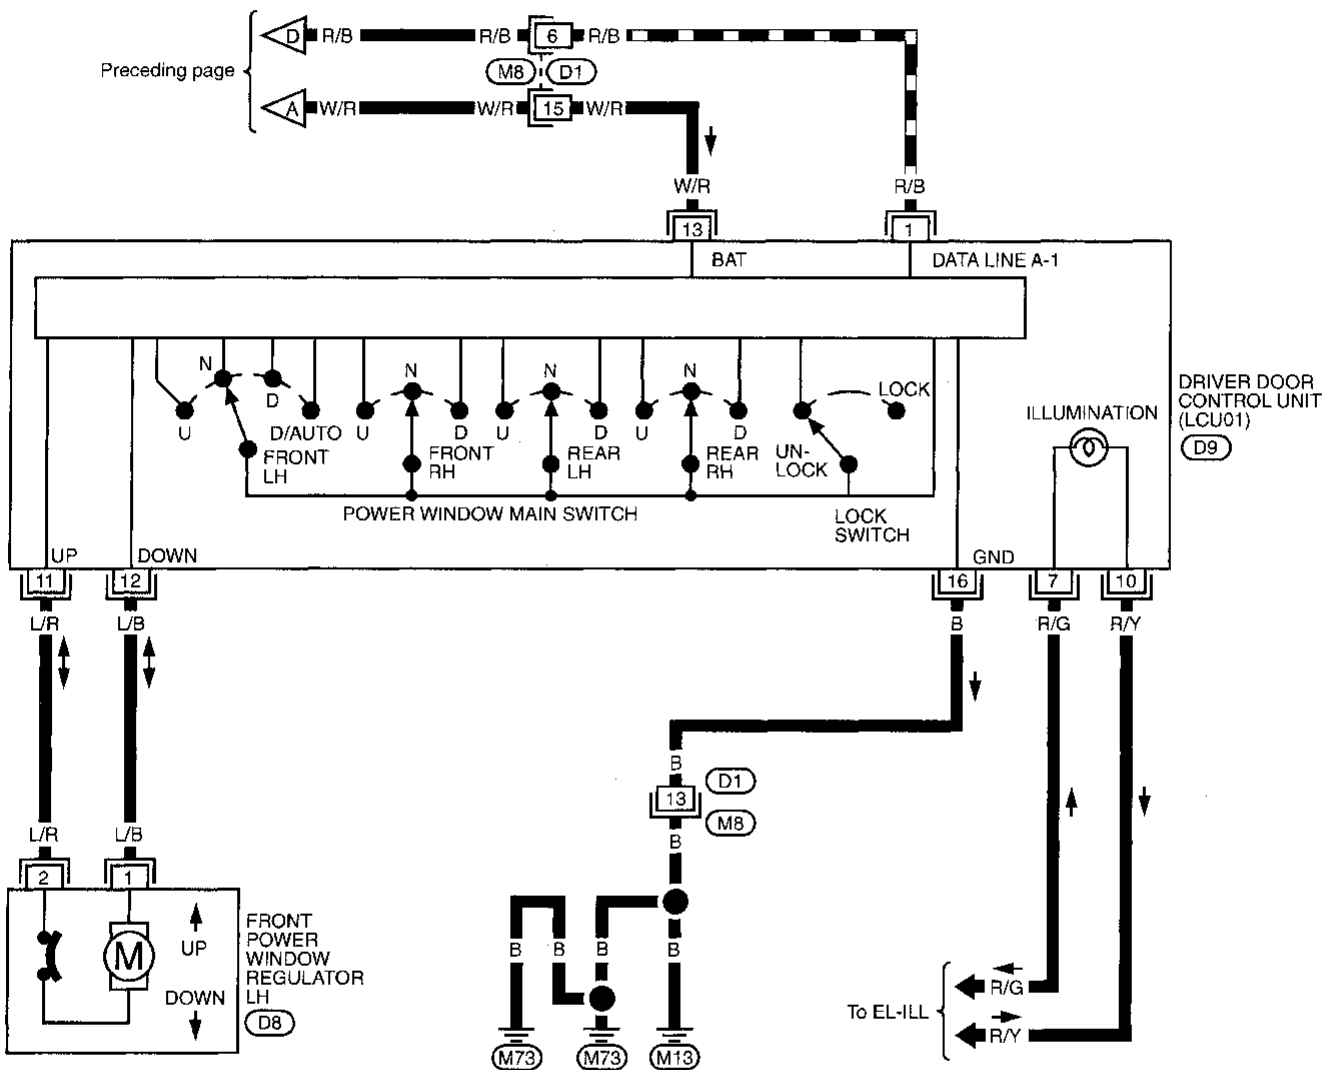 D R/B R/B 6 R/B
Preceding page
M8 D1
A W/R W/R 15 W/R
W/R R/B
13 1
BAT DATA LINE A-1
N N N N
D
LOCK
U D/AUTO U D U D U D
FRONT LH
FRONT RH
REAR LH
REAR RH
UN-
LOCK
ILLUMINATION
DRIVER DOOR
CONTROL UNIT
(LCU01)
D9
POWER WINDOW MAIN SWITCH
LOCK
SWITCH
UP DOWN GND
11 12 16 7 10
L/R L/B B R/G R/Y
B
13 D1
M8
B
L/R L/B
2 1
M
UP
DOWN
FRONT
POWER
WINDOW
REGULATOR
LH
D8
B B B B
To EL-ILL
R/G
R/Y
M73 M73 M13